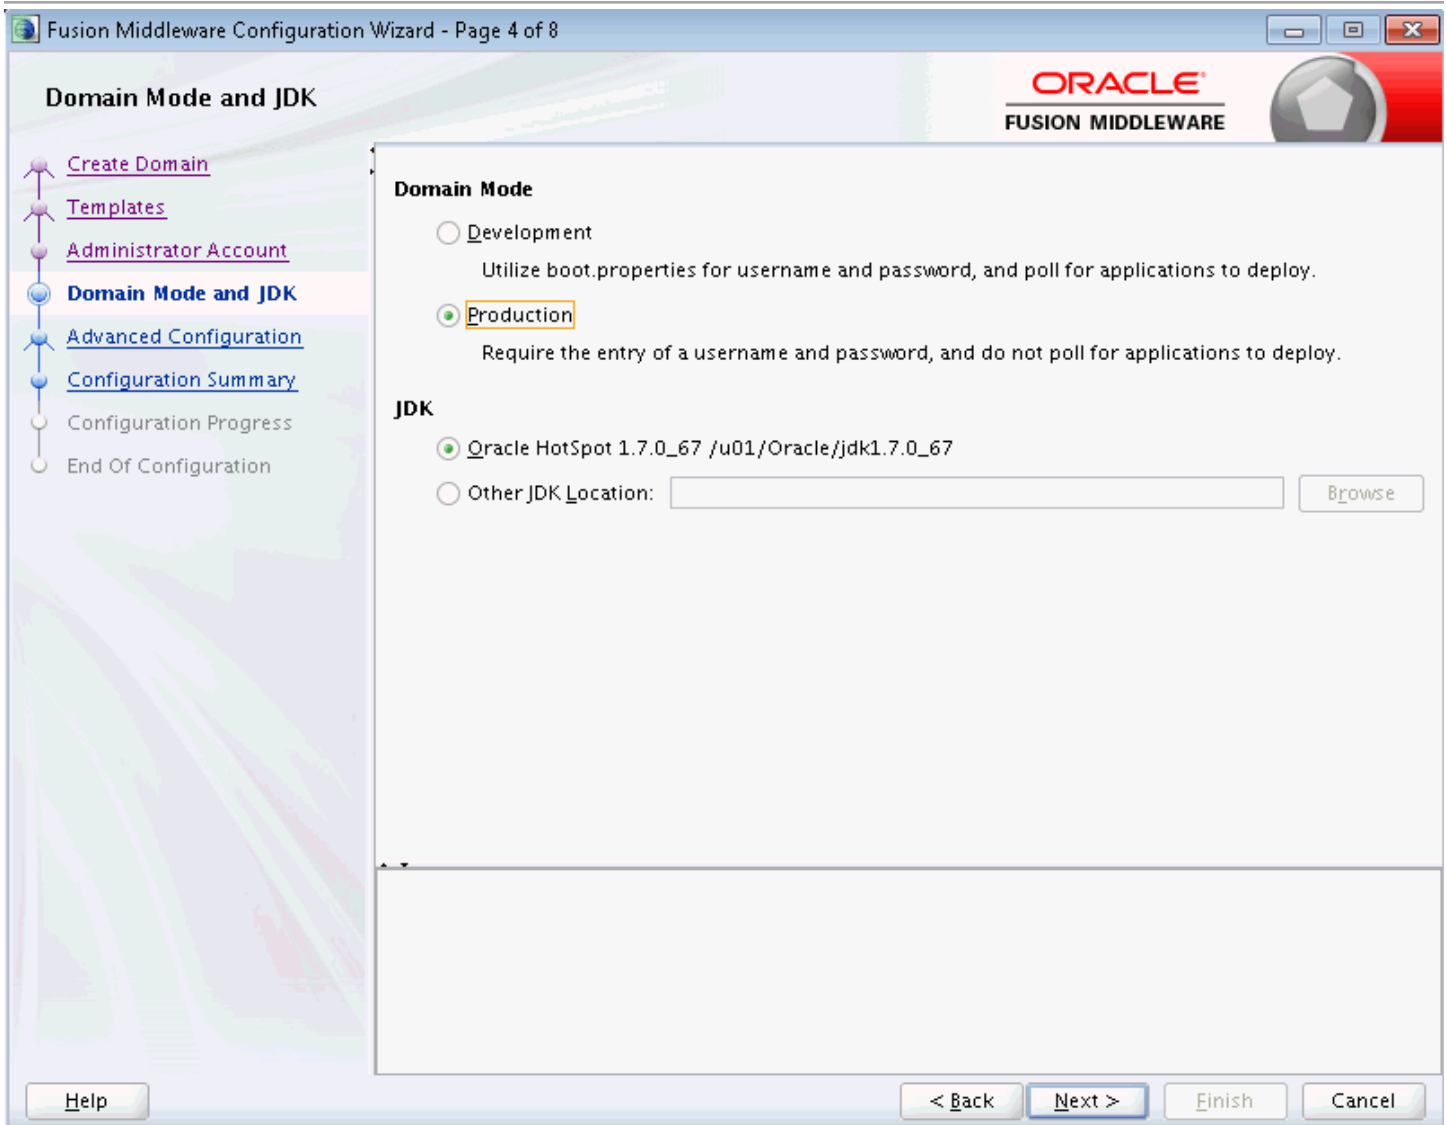 Fusion Middleware Configuration Wizard - Page 4 of 8
Domain Mode and JDK
ORACLE
FUSION MIDDLEWARE
Create Domain
Templates
Administrator Account
Domain Mode and JDK
Advanced Configuration
Configuration Summary
Configuration Progress
End Of Configuration
Domain Mode
Development
Utilize boot.properties for username and password, and poll for applications to deploy.
Production
Require the entry of a username and password, and do not poll for applications to deploy.
JDK
Oracle HotSpot 1.7.0_67 /u01/Oracle/jdk1.7.0_67
Other JDK Location:
Browse
Help
< Back
Next >
Finish
Cancel